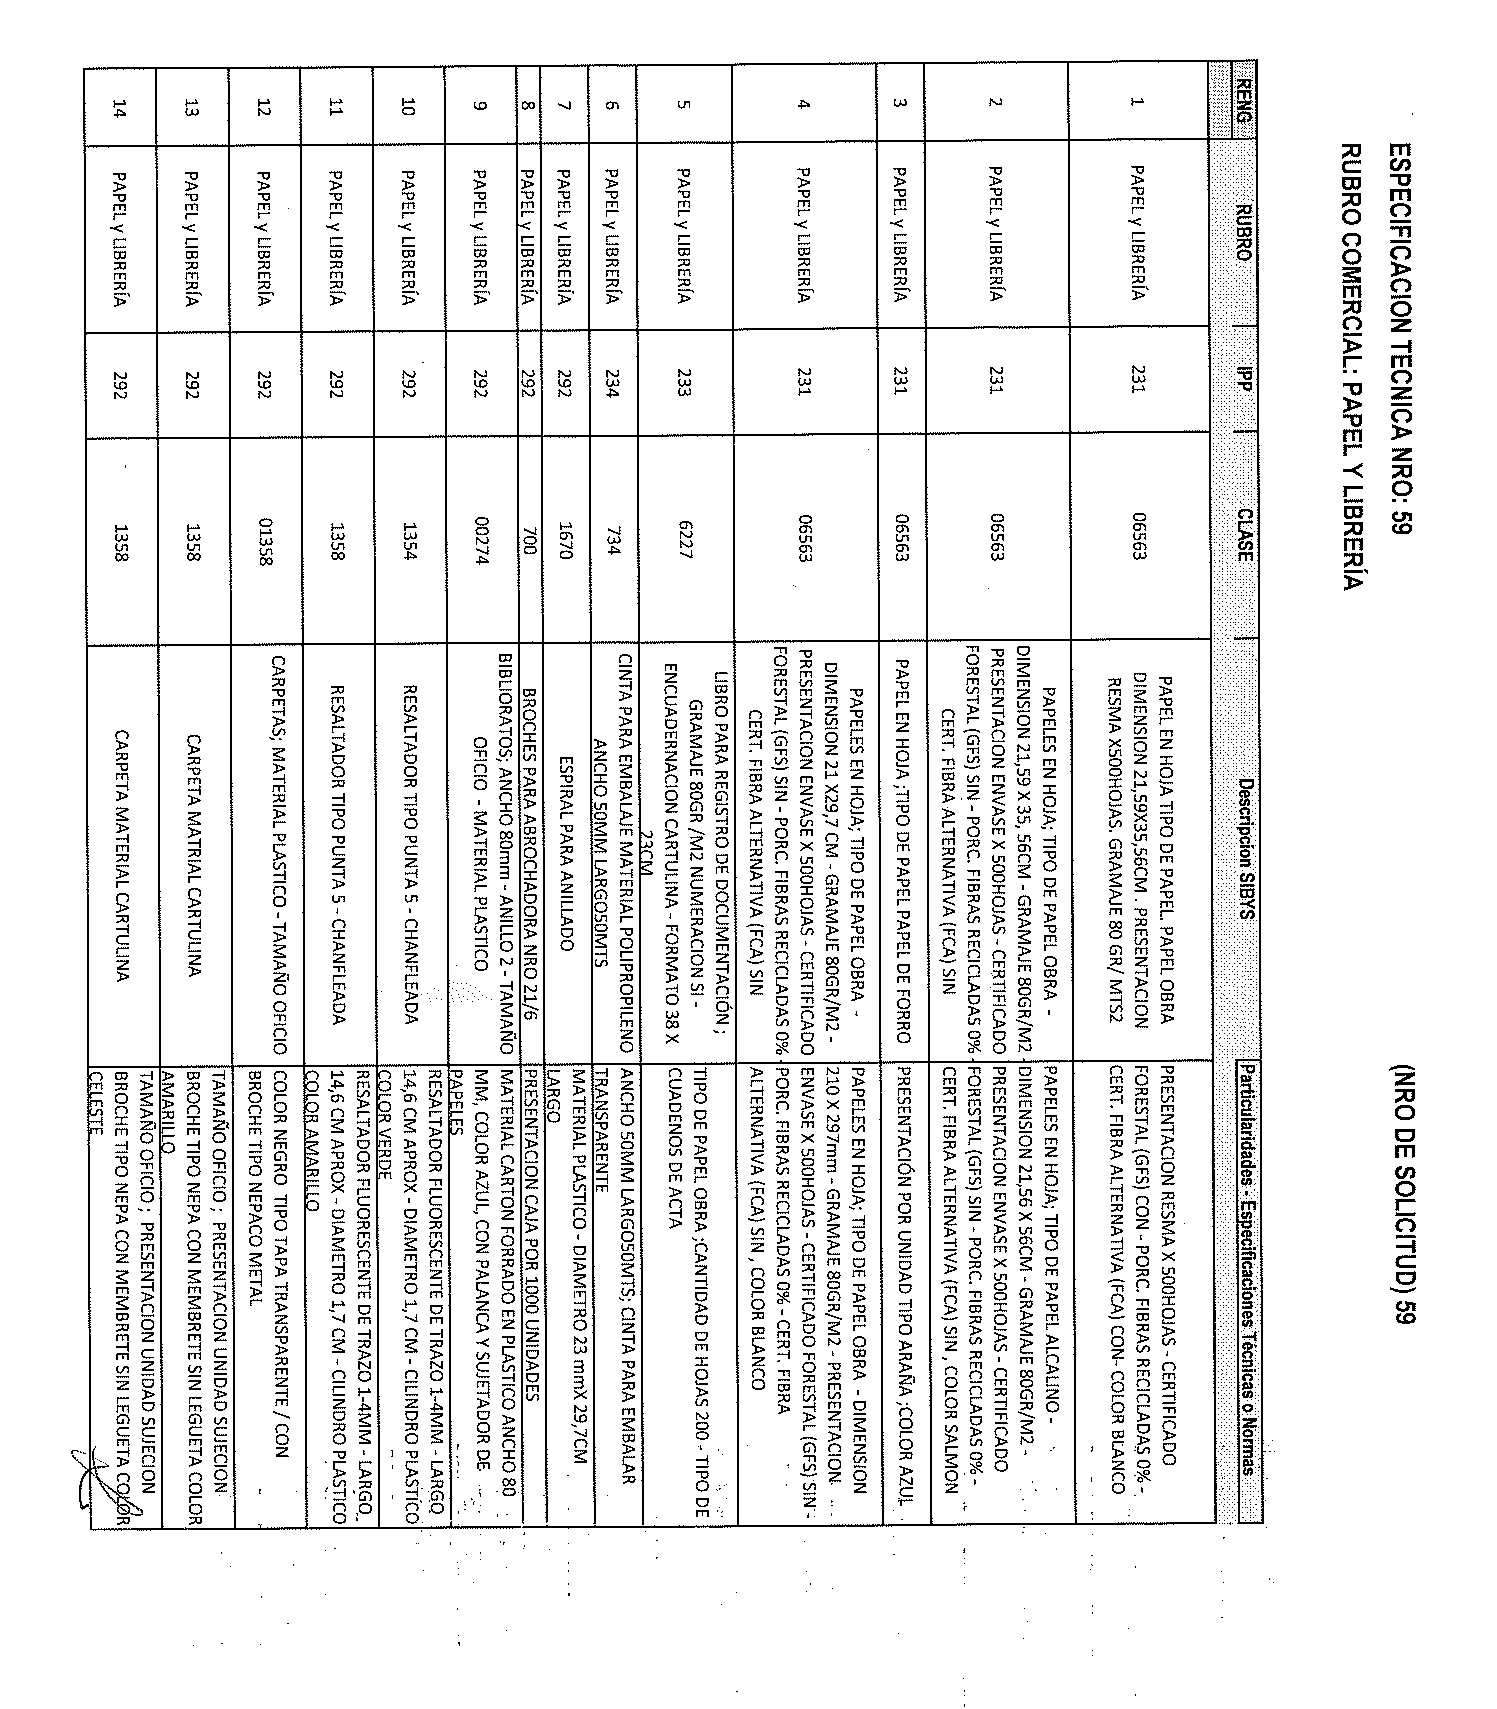 ESPECIFICACION TECNICA NRO: 59
(NRO DE SOLICITUD) 59
RUBRO COMERCIAL: PAPEL Y LIBRERÍA
RENG
RUBRO
IPP
CLASE
Descripcion SIBYS
Particularidades - Especificaciones Técnicas o Normas
1
PAPEL y LIBRERÍA
231
06563
PAPEL EN HOJA TIPO DE PAPEL. PAPEL OBRA
DIMENSION 21,59X35,56CM . PRESENTACION
RESMA X500HOJAS. GRAMAJE 80 GR/ MTS2
PRESENTACION RESMA X 500HOJAS - CERTIFICADO
FORESTAL (GFS) CON - PORC. FIBRAS RECICLADAS 0% -
CERT. FIBRA ALTERNATIVA (FCA) CON- COLOR BLANCO
2
PAPEL y LIBRERÍA
231
06563
PAPELES EN HOJA; TIPO DE PAPEL OBRA -
DIMENSION 21,59 X 35, 56CM - GRAMAJE 80GR/M2 -
PRESENTACION ENVASE X 500HOJAS - CERTIFICADO
FORESTAL (GFS) SIN - PORC. FIBRAS RECICLADAS 0% -
CERT. FIBRA ALTERNATIVA (FCA) SIN
PAPELES EN HOJA; TIPO DE PAPEL ALCALINO -
DIMENSION 21,56 X 56CM - GRAMAJE 80GR/M2 -
PRESENTACION ENVASE X 500HOJAS - CERTIFICADO
FORESTAL (GFS) SIN - PORC. FIBRAS RECICLADAS 0% -
CERT. FIBRA ALTERNATIVA (FCA) SIN , COLOR SALMON
3
PAPEL y LIBRERÍA
231
06563
PAPEL EN HOJA ,TIPO DE PAPEL PAPEL DE FORRO
PRESENTACIÓN POR UNIDAD TIPO ARAÑA ;COLOR AZUL
4
PAPEL y LIBRERÍA
231
06563
PAPELES EN HOJA; TIPO DE PAPEL OBRA -
DIMENSION 21 X29,7 CM - GRAMAJE 80GR/M2 -
PRESENTACION ENVASE X 500HOJAS - CERTIFICADO
FORESTAL (GFS) SIN - PORC. FIBRAS RECICLADAS 0% -
CERT. FIBRA ALTERNATIVA (FCA) SIN
PAPELES EN HOJA; TIPO DE PAPEL OBRA - DIMENSION
210 X 297mm - GRAMAJE 80GR/M2 - PRESENTACION
ENVASE X 500HOJAS - CERTIFICADO FORESTAL (GFS) SIN -
PORC. FIBRAS RECICLADAS 0% - CERT. FIBRA
ALTERNATIVA (FCA) SIN , COLOR BLANCO
5
PAPEL y LIBRERÍA
233
6227
LIBRO PARA REGISTRO DE DOCUMENTACIÓN ;
GRAMAJE 80GR /M2 NUMERACION SI -
ENCUADERNACION CARTULINA - FORMATO 38 X
23CM
TIPO DE PAPEL OBRA ;CANTIDAD DE HOJAS 200 - TIPO DE
CUADENOS DE ACTA
6
PAPEL y LIBRERÍA
234
734
CINTA PARA EMBALAJE MATERIAL POLIPROPILENO
ANCHO 50MM LARGO50MTS
ANCHO 50MM LARGO50MTS; CINTA PARA EMBALAR
TRANSPARENTE
7
PAPEL y LIBRERÍA
292
1670
ESPIRAL PARA ANILLADO
MATERIAL PLASTICO - DIAMETRO 23 mmX 29,7CM
LARGO
8
PAPEL y LIBRERÍA
292
700
BROCHES PARA ABROCHADORA NRO 21/6
PRESENTACION CAJA POR 1000 UNIDADES
9
PAPEL y LIBRERÍA
292
00274
BIBLIORATOS; ANCHO 80mm - ANILLO 2 - TAMAÑO
OFICIO - MATERIAL PLASTICO
MATERIAL CARTON FORRADO EN PLASTICO ANCHO 80
MM, COLOR AZUL, CON PALANCA Y SUJETADOR DE
PAPELES
10
PAPEL y LIBRERÍA
292
1354
RESALTADOR TIPO PUNTA 5 - CHANFLEADA
RESALTADOR FLUORESCENTE DE TRAZO 1-4MM - LARGO
14,6 CM APROX - DIAMETRO 1,7 CM - CILINDRO PLASTICO
COLOR VERDE
11
PAPEL y LIBRERÍA
292
1358
RESALTADOR TIPO PUNTA 5 - CHANFLEADA
RESALTADOR FLUORESCENTE DE TRAZO 1-4MM - LARGO
14,6 CM APROX - DIAMETRO 1,7 CM - CILINDRO PLASTICO
COLOR AMARILLO
12
PAPEL y LIBRERÍA
292
01358
CARPETAS; MATERIAL PLASTICO - TAMAÑO OFICIO
COLOR NEGRO TIPO TAPA TRANSPARENTE / CON
BROCHE TIPO NEPACO METAL
13
PAPEL y LIBRERÍA
292
1358
CARPETA MATRIAL CARTULINA
TAMAÑO OFICIO ; PRESENTACION UNIDAD SUJECION
BROCHE TIPO NEPA CON MEMBRETE SIN LEGUETA COLOR
AMARILLO
14
PAPEL y LIBRERÍA
292
1358
CARPETA MATERIAL CARTULINA
TAMAÑO OFICIO ; PRESENTACION UNIDAD SUJECION
BROCHE TIPO NEPA CON MEMBRETE SIN LEGUETA COLOR
CELESTE